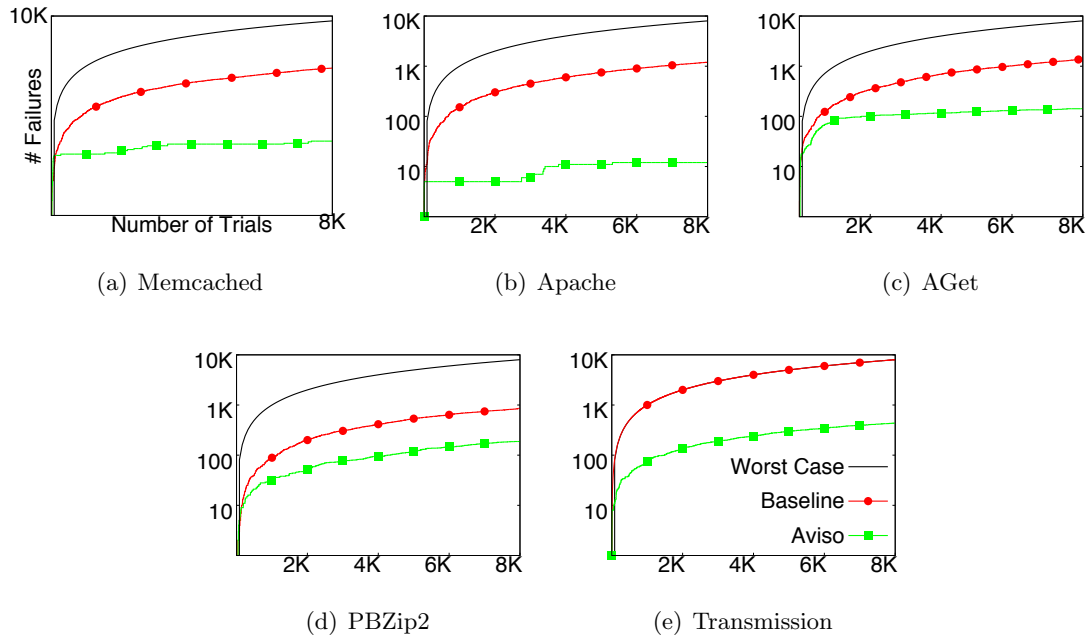 10K
# Failures
Number of Trials
8K
(a) Memcached
10K
1K
100
10
2K
4K
6K
8K
(b) Apache
10K
1K
100
10
2K
4K
6K
8K
(c) AGet
10K
1K
100
10
2K
4K
6K
8K
(d) PBZip2
10K
1K
100
10
Worst Case
Baseline
Aviso
2K
4K
6K
8K
(e) Transmission